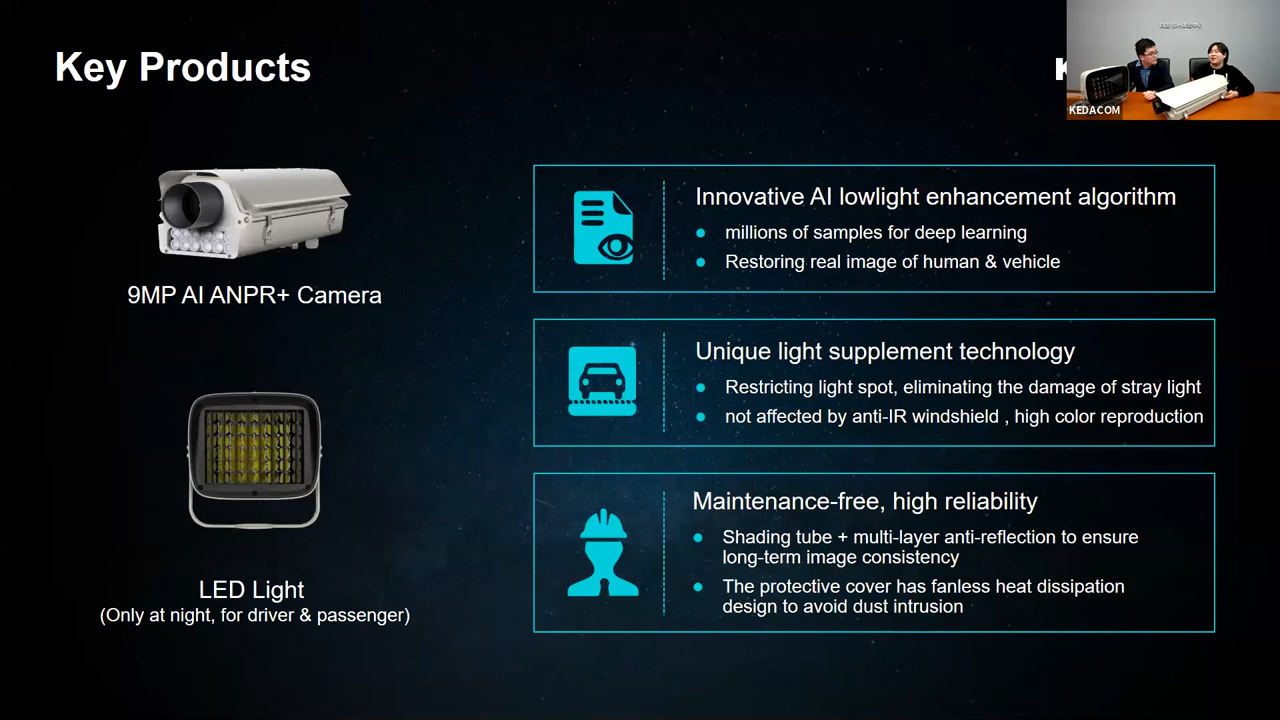 Key Products
K
KEDACOM
9MP AI ANPR+ Camera
LED Light
(Only at night, for driver & passenger)
Innovative AI lowlight enhancement algorithm
millions of samples for deep learning
Restoring real image of human & vehicle
Unique light supplement technology
Restricting light spot, eliminating the damage of stray light
not affected by anti-IR windshield , high color reproduction
Maintenance-free, high reliability
Shading tube + multi-layer anti-reflection to ensure
long-term image consistency
The protective cover has fanless heat dissipation
design to avoid dust intrusion